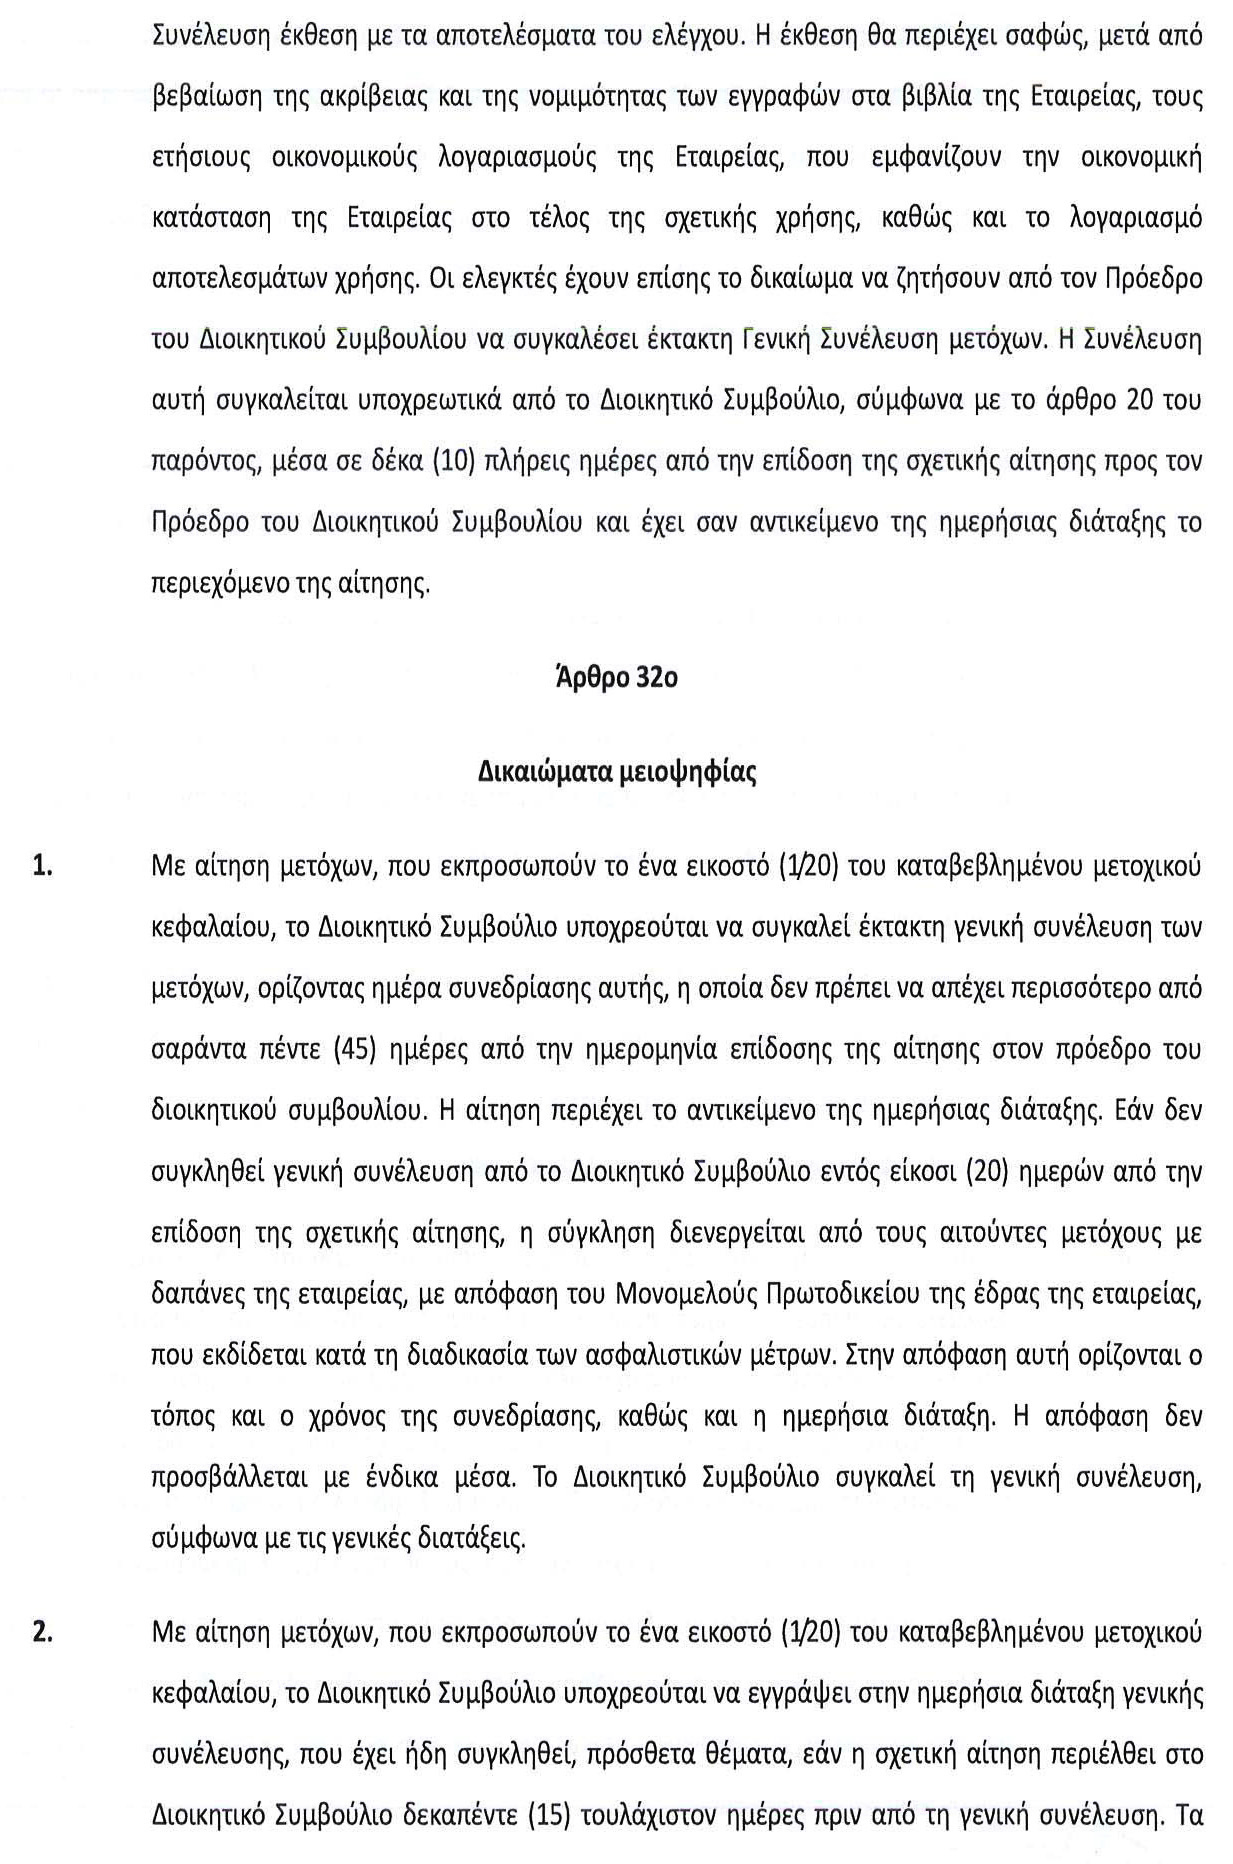 Συνέλευση έκθεση με τα αποτελέσματα του ελέγχου. Η έκθεση θα περιέχει σαφώς, μετά από
βεβαίωση της ακρίβειας και της νομιμότητας των εγγραφών στα βιβλία της Εταιρείας, τους
ετήσιους οικονομικούς λογαριασμούς της Εταιρείας, που εμφανίζουν την οικονομική
κατάσταση της Εταιρείας στο τέλος της σχετικής χρήσης, καθώς και το λογαριασμό
αποτελεσμάτων χρήσης. Οι ελεγκτές έχουν επίσης το δικαίωμα να ζητήσουν από τον Πρόεδρο
του Διοικητικού Συμβουλίου να συγκαλέσει έκτακτη Γενική Συνέλευση μετόχων. Η Συνέλευση
αυτή συγκαλείται υποχρεωτικά από το Διοικητικό Συμβούλιο, σύμφωνα με το άρθρο 20 του
παρόντος, μέσα σε δέκα (10) πλήρεις ημέρες από την επίδοση της σχετικής αίτησης προς τον
Πρόεδρο του Διοικητικού Συμβουλίου και έχει σαν αντικείμενο της ημερήσιας διάταξης το
περιεχόμενο της αίτησης.
Άρθρο 32ο
Δικαιώματα μειοψηφίας
1. Με αίτηση μετόχων, που εκπροσωπούν το ένα εικοστό (1/20) του καταβεβλημένου μετοχικού
κεφαλαίου, το Διοικητικό Συμβούλιο υποχρεούται να συγκαλεί έκτακτη γενική συνέλευση των
μετόχων, ορίζοντας ημέρα συνεδρίασης αυτής, η οποία δεν πρέπει να απέχει περισσότερο από
σαράντα πέντε (45) ημέρες από την ημερομηνία επίδοσης της αίτησης στον πρόεδρο του
διοικητικού συμβουλίου. Η αίτηση περιέχει το αντικείμενο της ημερήσιας διάταξης. Εάν δεν
συγκληθεί γενική συνέλευση από το Διοικητικό Συμβούλιο εντός είκοσι (20) ημερών από την
επίδοση της σχετικής αίτησης, η σύγκληση διενεργείται από τους αιτούντες μετόχους με
δαπάνες της εταιρείας, με απόφαση του Μονομελούς Πρωτοδικείου της έδρας της εταιρείας,
που εκδίδεται κατά τη διαδικασία των ασφαλιστικών μέτρων. Στην απόφαση αυτή ορίζονται ο
τόπος και ο χρόνος της συνεδρίασης, καθώς και η ημερήσια διάταξη. Η απόφαση δεν
προσβάλλεται με ένδικα μέσα. Το Διοικητικό Συμβούλιο συγκαλεί τη γενική συνέλευση,
σύμφωνα με τις γενικές διατάξεις.
2. Με αίτηση μετόχων, που εκπροσωπούν το ένα εικοστό (1/20) του καταβεβλημένου μετοχικού
κεφαλαίου, το Διοικητικό Συμβούλιο υποχρεούται να εγγράψει στην ημερήσια διάταξη γενικής
συνέλευσης, που έχει ήδη συγκληθεί, πρόσθετα θέματα, εάν η σχετική αίτηση περιέλθει στο
Διοικητικό Συμβούλιο δεκαπέντε (15) τουλάχιστον ημέρες πριν από τη γενική συνέλευση. Τα